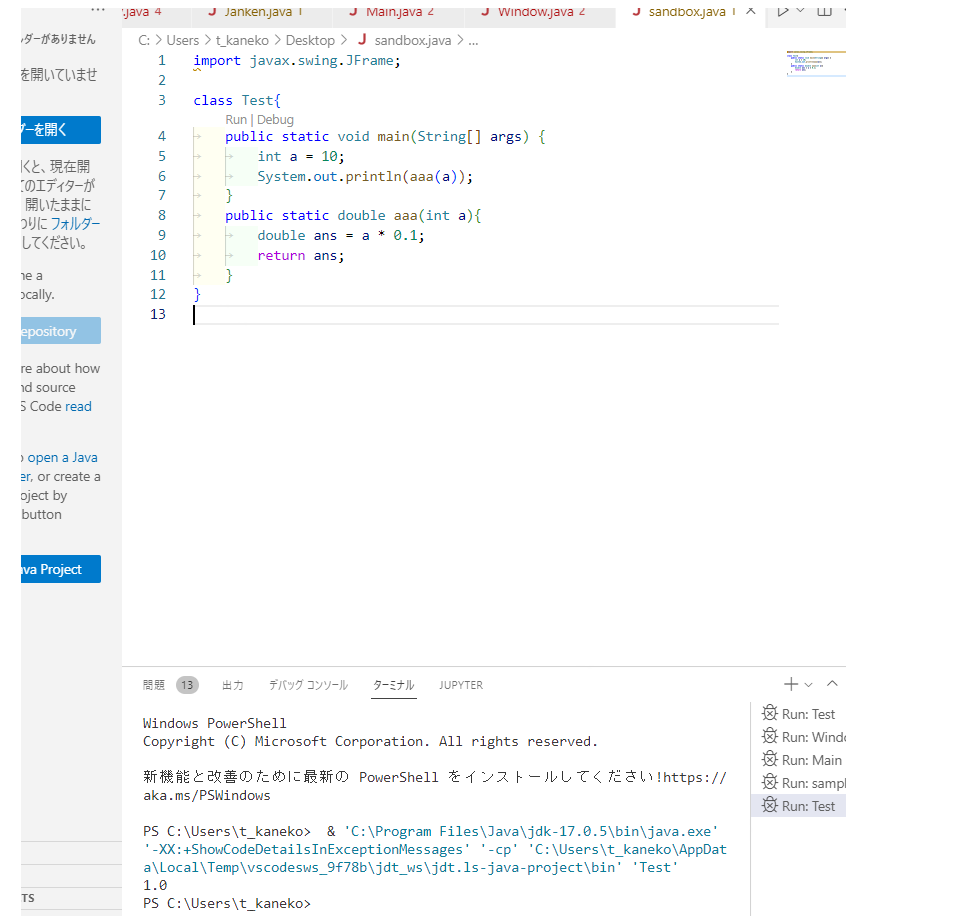 .java 4 Janken.java 1 Main.java 2 Window.java 2 sandbox.java 1
C: > Users > t_kaneko > Desktop > sandbox.java > ...
ダーがありません
を開いていませ
ーを開く
くと、現在開
てのエディターが
開いたままに
わりに フォルダー
してください。
ne a
ocally.
epository
re about how
nd source
S Code read
open a Java
er, or create a
oject by
button
ava Project
TS
1 import javax.swing.JFrame;
2
3 class Test{
Run | Debug
4 public static void main(String[] args) {
5 int a = 10;
6 System.out.println(aaa(a));
7 }
8 public static double aaa(int a){
9 double ans = a * 0.1;
10 return ans;
11 }
12 }
13
問題 13 出力 デバッグ コンソール ターミナル JUPYTER
Windows PowerShell
Copyright (C) Microsoft Corporation. All rights reserved.
新機能と改善のために最新の PowerShell をインストールしてください!https://
aka.ms/PSWindows
PS C:\Users\t_kaneko>  & 'C:\Program Files\Java\jdk-17.0.5\bin\java.exe'
'-XX:+ShowCodeDetailsInExceptionMessages' '-cp' 'C:\Users\t_kaneko\AppDat
a\Local\Temp\vscodesws_9f78b\jdt_ws\jdt.ls-java-project\bin' 'Test'
1.0
PS C:\Users\t_kaneko>
Run: Test
Run: Windo
Run: Main
Run: sampl
Run: Test